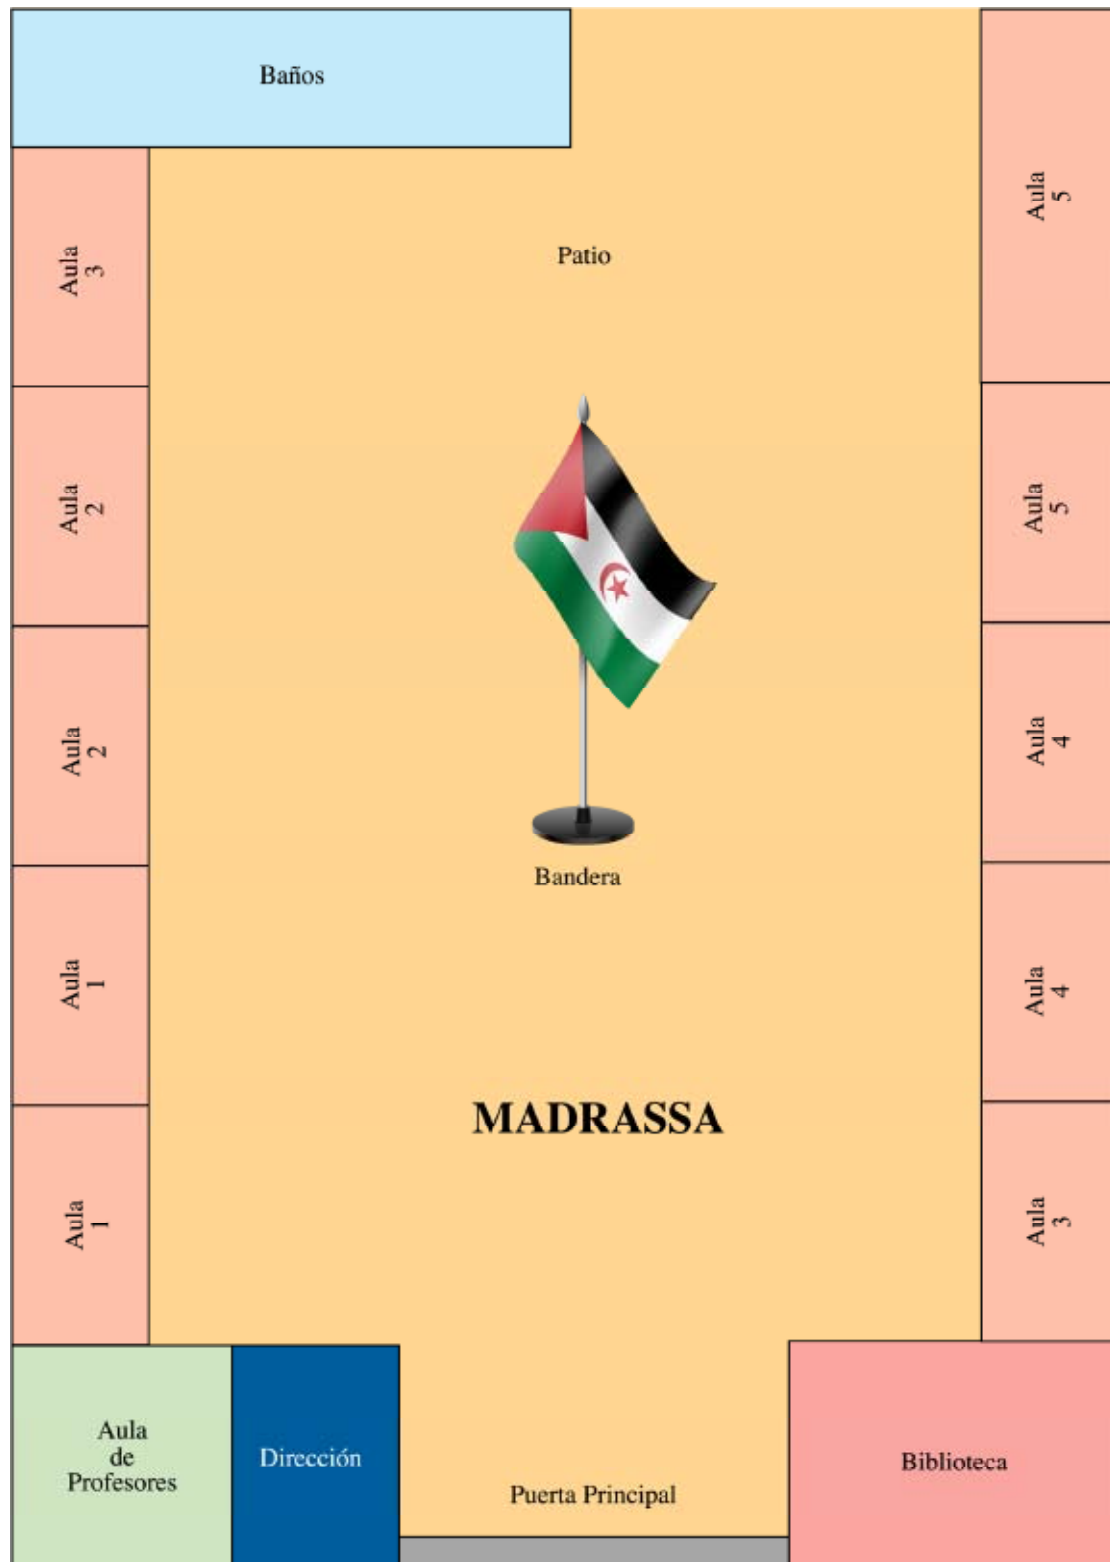 Baños
Aula
5
Patio
Aula
3
Aula
2
Aula
5
Aula
2
Aula
4
Bandera
Aula
1
Aula
4
MADRASSA
Aula
1
Aula
3
Aula
de
Profesores
Dirección
Biblioteca
Puerta Principal